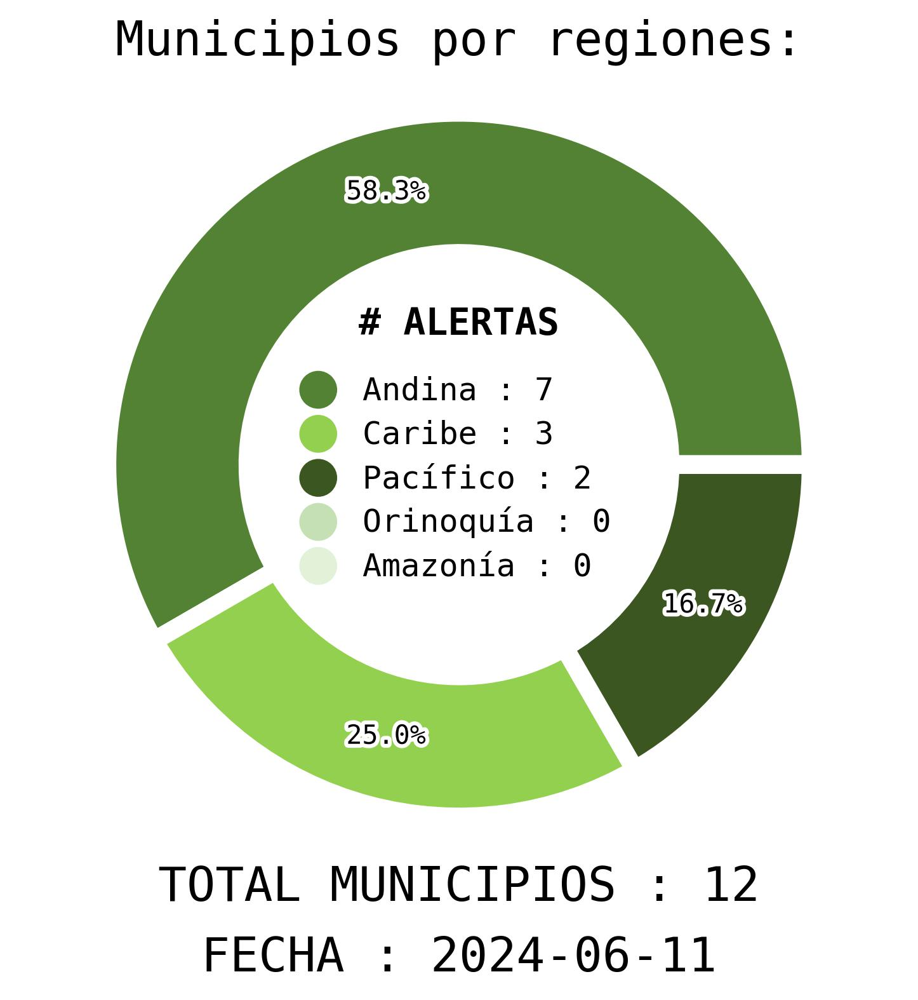 Municipios por regiones:
58.3%
# ALERTAS
Andina : 7
Caribe : 3
Pacífico : 2
Orinoquía : 0
Amazonía : 0
16.7%
25.0%
TOTAL MUNICIPIOS : 12
FECHA : 2024-06-11